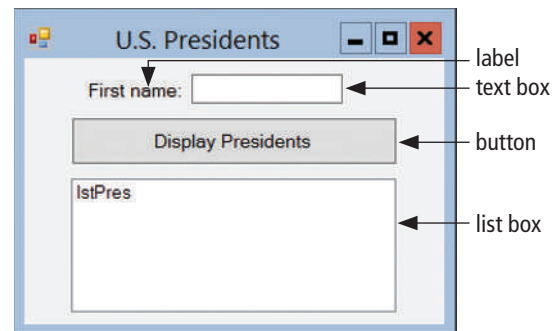 U.S. Presidents
label
First name:
text box
Display Presidents
button
lstPres
list box